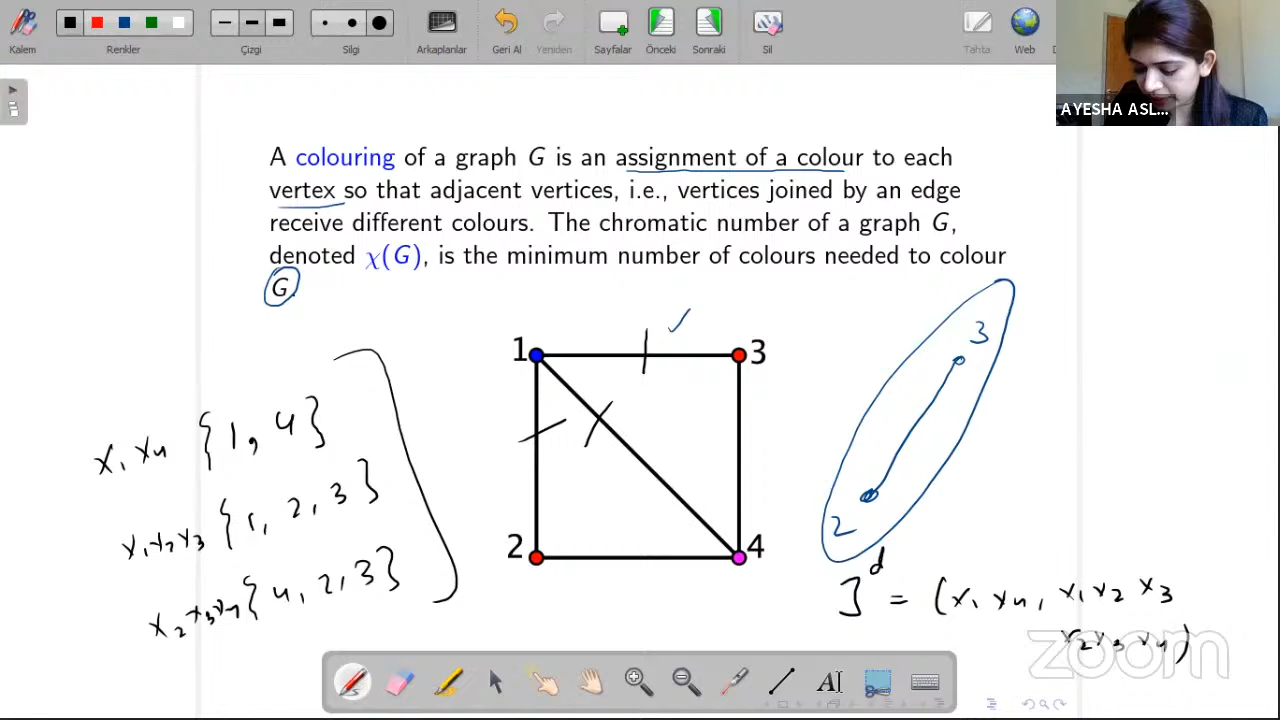 Kalem Renkler Çizgi Silgi Arkaplanlar Geri Al Yeniden Sayfalar Önceki Sonraki Sil Tahta Web
AYESHA ASL...
A colouring of a graph G is an assignment of a colour to each
vertex so that adjacent vertices, i.e., vertices joined by an edge
receive different colours. The chromatic number of a graph G,
denoted χ(G), is the minimum number of colours needed to colour
G.
1 3
2 4
x₁x₄ {1, 4}
x₁x₂x₃ {1, 2, 3}
x₂x₃x₄ {4, 2, 3}
3
2
J^d = (x₁x₄, x₁x₂x₃
x₂x₃x₄)
zoom